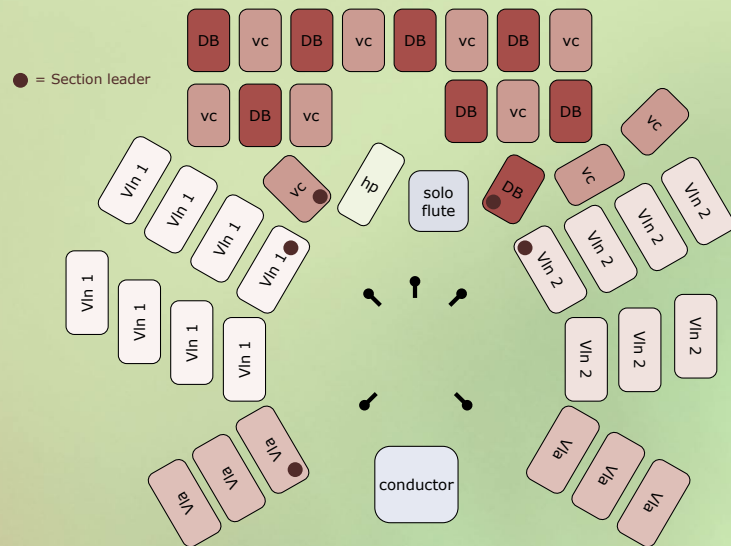 DB vc DB vc DB vc DB vc
= Section leader
vc DB vc DB vc DB
vc
Vln 1 Vln 1 Vln 1 Vln 1
vc hp
solo
flute
DB vc
Vln 2 Vln 2 Vln 2 Vln 2
Vln 1 Vln 1 Vln 1 Vln 1
Vln 2 Vln 2 Vln 2
Vla Vla Vla
conductor
Vla Vla Vla